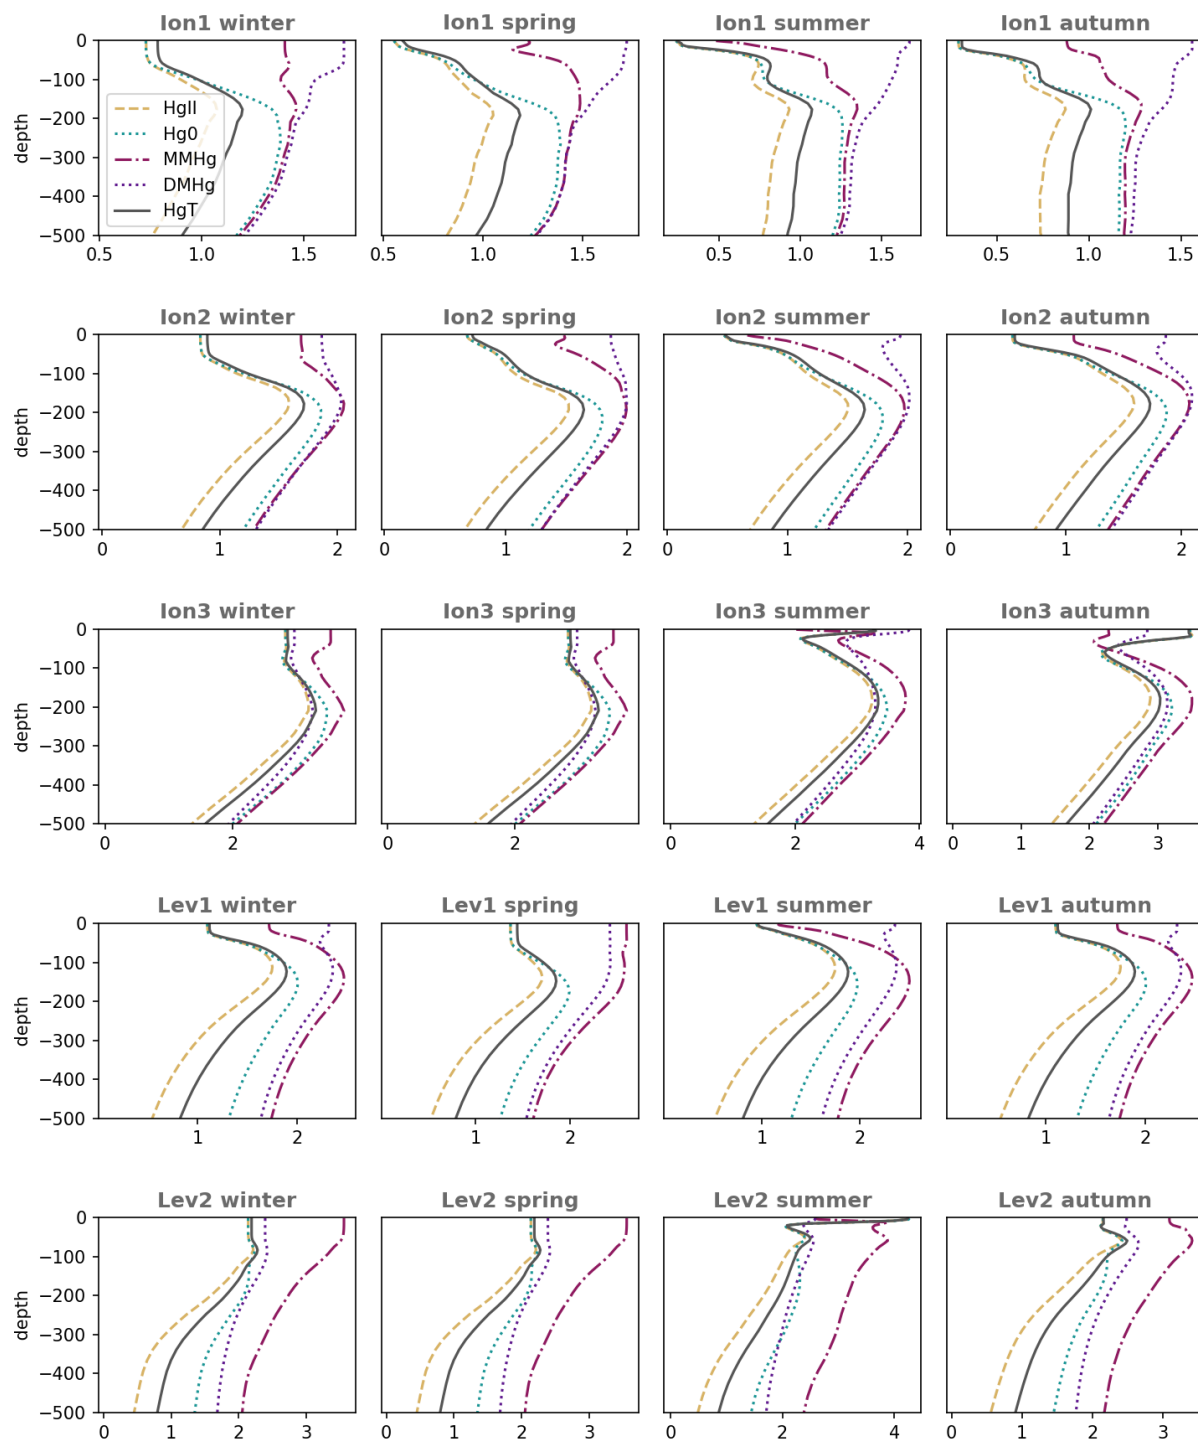 Ion1 winter Ion1 spring Ion1 summer Ion1 autumn
0
−100
−200
−300
−400
−500
depth
HgII
Hg0
MMHg
DMHg
HgT
0.5 1.0 1.5 0.5 1.0 1.5 0.5 1.0 1.5 0.5 1.0 1.5
Ion2 winter Ion2 spring Ion2 summer Ion2 autumn
0
−100
−200
−300
−400
−500
depth
0 1 2 0 1 2 0 1 2 0 1 2
Ion3 winter Ion3 spring Ion3 summer Ion3 autumn
0
−100
−200
−300
−400
−500
depth
0 2 0 2 0 2 4 0 1 2 3
Lev1 winter Lev1 spring Lev1 summer Lev1 autumn
0
−100
−200
−300
−400
−500
depth
1 2 1 2 1 2 1 2
Lev2 winter Lev2 spring Lev2 summer Lev2 autumn
0
−100
−200
−300
−400
−500
depth
0 1 2 3 0 1 2 3 0 1 2 3 4 0 1 2 3